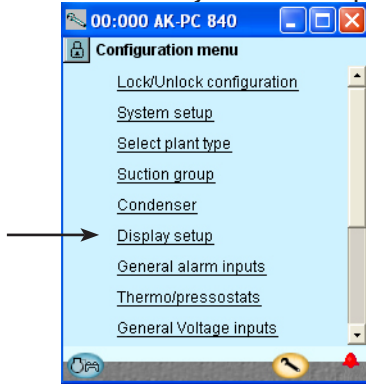 00:000 AK-PC 840
Configuration menu
Lock/Unlock configuration
System setup
Select plant type
Suction group
Condenser
Display setup
General alarm inputs
Thermo/pressostats
General Voltage inputs